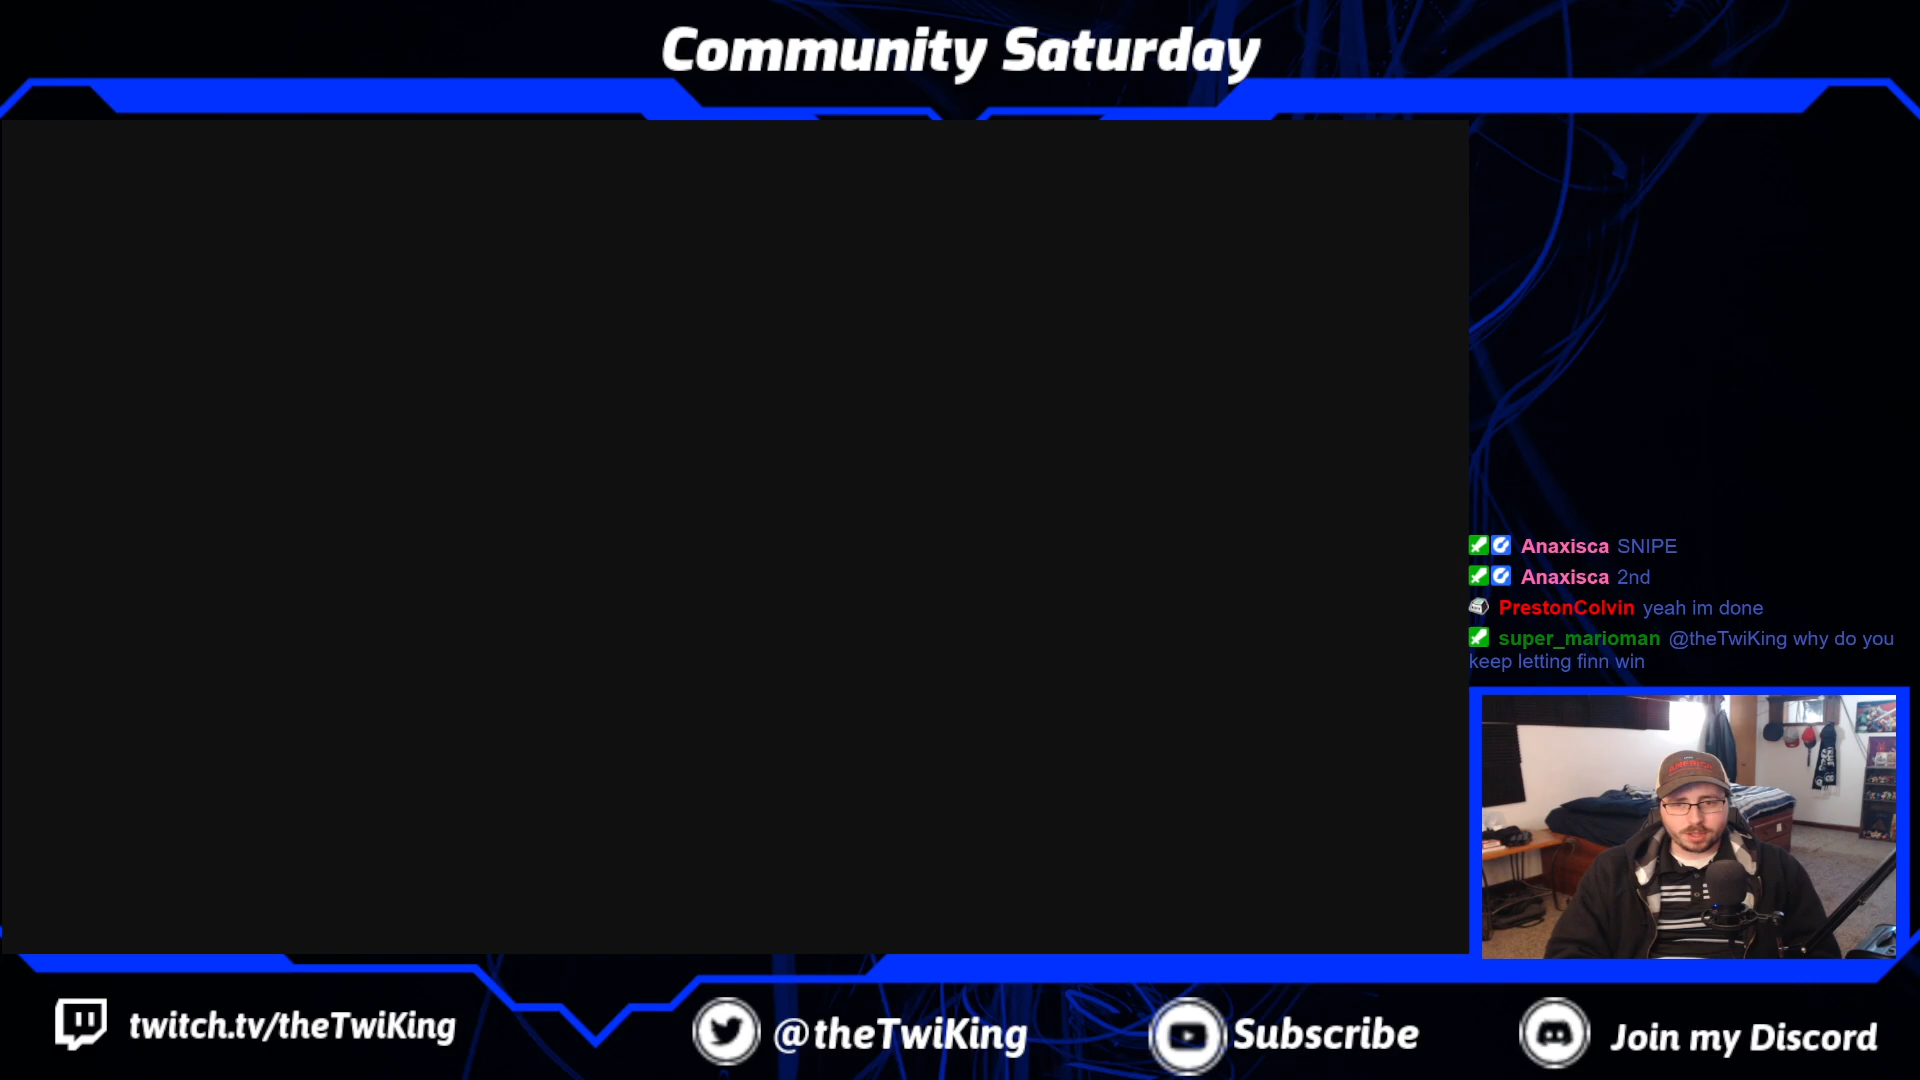 Community Saturday
Anaxisca SNIPE
Anaxisca 2nd
PrestonColvin yeah im done
super_marioman @theTwiKing why do you
keep letting finn win
AMERICA
twitch.tv/theTwiKing
@theTwiKing
Subscribe
Join my Discord